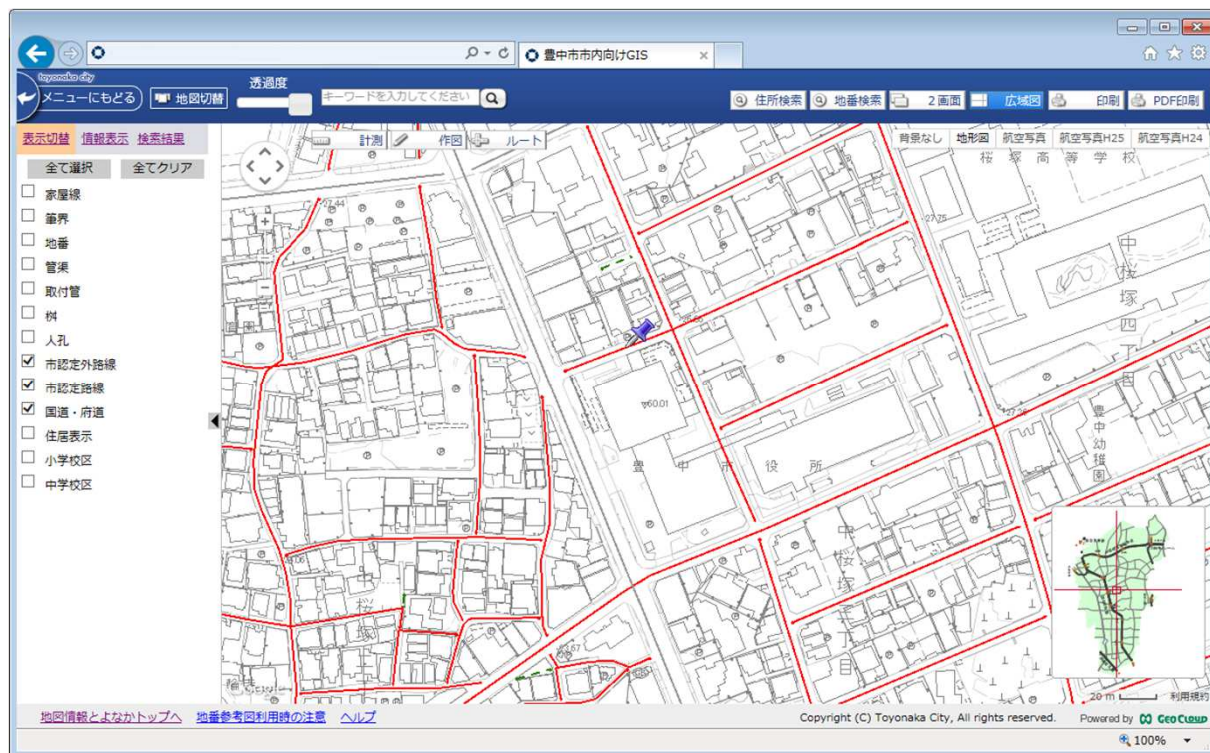 豊中市市内向けGIS
toyonaka city
メニューにもどる
地図切替
透過度
キーワードを入力してください
住所検索
地番検索
2画面
広域図
印刷
PDF印刷
表示切替 情報表示 検索結果
計測
作図
ルート
背景なし 地形図 航空写真 航空写真H25 航空写真H24
全て選択 全てクリア
家屋線
筆界
地番
管渠
取付管
桝
人孔
市認定外路線
市認定路線
国道・府道
住居表示
小学校区
中学校区
桜塚高等学校
27.44
27.75
中桜塚四丁目
60.01
27.26
豊中幼稚園
豊中市役所
20 m
利用規約
地図情報とよなかトップへ 地番参考図利用時の注意 ヘルプ
Copyright (C) Toyonaka City, All rights reserved.
Powered by GEO CLOUD
100%